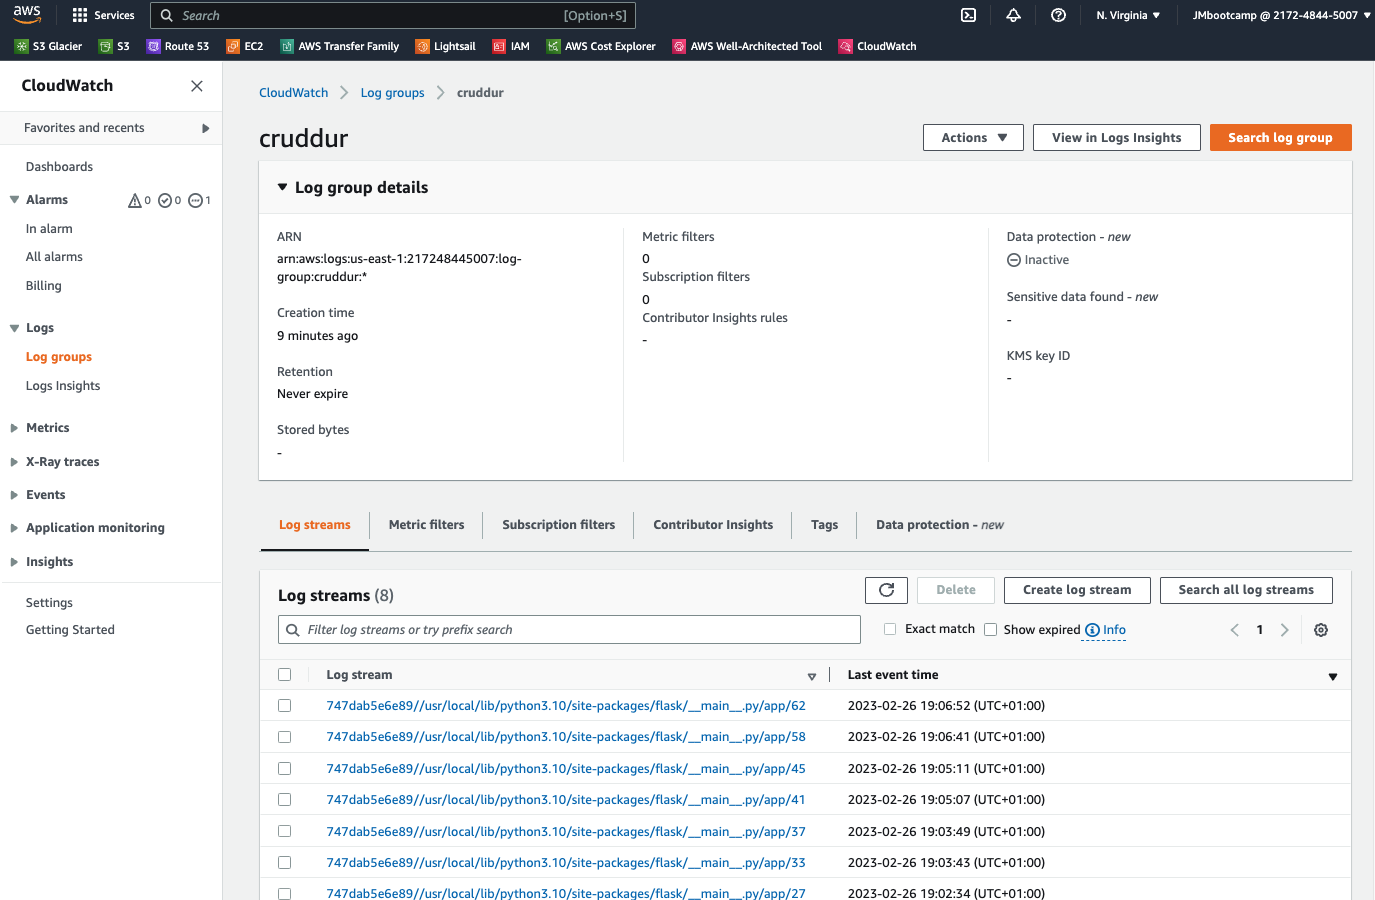 aws
Services
Search
[Option+S]
N. Virginia
JMbootcamp @ 2172-4844-5007
S3 Glacier
S3
Route 53
EC2
AWS Transfer Family
Lightsail
IAM
AWS Cost Explorer
AWS Well-Architected Tool
CloudWatch
CloudWatch
Favorites and recents
Dashboards
Alarms
0
0
1
In alarm
All alarms
Billing
Logs
Log groups
Logs Insights
Metrics
X-Ray traces
Events
Application monitoring
Insights
Settings
Getting Started
CloudWatch
Log groups
cruddur
cruddur
Actions
View in Logs Insights
Search log group
Log group details
ARN
arn:aws:logs:us-east-1:217248445007:log-
group:cruddur:*
Creation time
9 minutes ago
Retention
Never expire
Stored bytes
-
Metric filters
0
Subscription filters
0
Contributor Insights rules
-
Data protection - new
Inactive
Sensitive data found - new
-
KMS key ID
-
Log streams
Metric filters
Subscription filters
Contributor Insights
Tags
Data protection - new
Log streams (8)
Delete
Create log stream
Search all log streams
Filter log streams or try prefix search
Exact match
Show expired
Info
1
Log stream
Last event time
747dab5e6e89//usr/local/lib/python3.10/site-packages/flask/__main__.py/app/62
2023-02-26 19:06:52 (UTC+01:00)
747dab5e6e89//usr/local/lib/python3.10/site-packages/flask/__main__.py/app/58
2023-02-26 19:06:41 (UTC+01:00)
747dab5e6e89//usr/local/lib/python3.10/site-packages/flask/__main__.py/app/45
2023-02-26 19:05:11 (UTC+01:00)
747dab5e6e89//usr/local/lib/python3.10/site-packages/flask/__main__.py/app/41
2023-02-26 19:05:07 (UTC+01:00)
747dab5e6e89//usr/local/lib/python3.10/site-packages/flask/__main__.py/app/37
2023-02-26 19:03:49 (UTC+01:00)
747dab5e6e89//usr/local/lib/python3.10/site-packages/flask/__main__.py/app/33
2023-02-26 19:03:43 (UTC+01:00)
747dab5e6e89//usr/local/lib/python3.10/site-packages/flask/__main__.py/app/27
2023-02-26 19:02:34 (UTC+01:00)